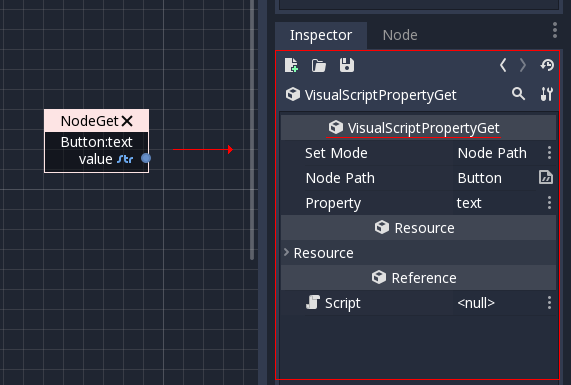 NodeGet
Button:text
value str
Inspector Node
VisualScriptPropertyGet
VisualScriptPropertyGet
Set Mode Node Path
Node Path Button
Property text
Resource
Resource
Reference
Script <null>